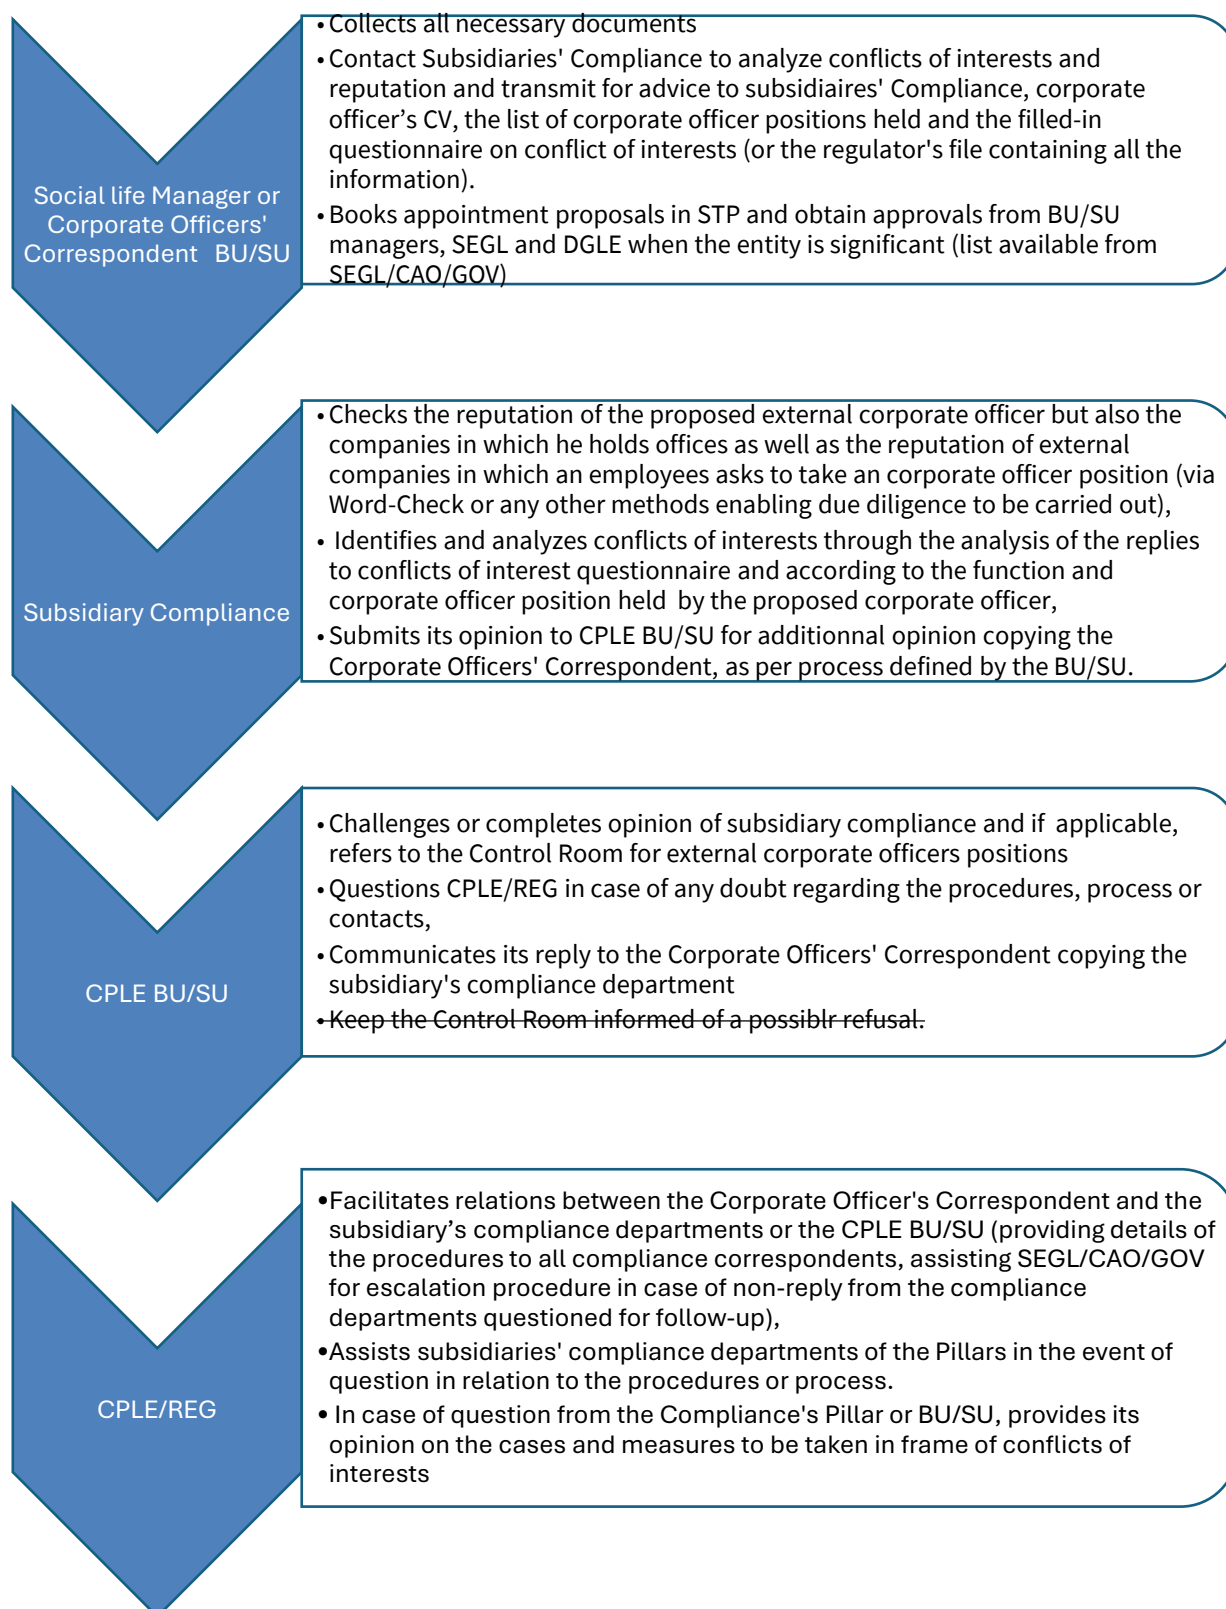 • Collects all necessary documents
• Contact Subsidiaries' Compliance to analyze conflicts of interests and
reputation and transmit for advice to subsidiaires' Compliance, corporate
officer's CV, the list of corporate officer positions held and the filled-in
questionnaire on conflict of interests (or the regulator's file containing all the
information).
• Books appointment proposals in STP and obtain approvals from BU/SU
managers, SEGL and DGLE when the entity is significant (list available from
SEGL/CAO/GOV)
Social life Manager or
Corporate Officers'
Correspondent BU/SU
• Checks the reputation of the proposed external corporate officer but also the
companies in which he holds offices as well as the reputation of external
companies in which an employees asks to take an corporate officer position (via
Word-Check or any other methods enabling due diligence to be carried out),
• Identifies and analyzes conflicts of interests through the analysis of the replies
to conflicts of interest questionnaire and according to the function and
corporate officer position held by the proposed corporate officer,
• Submits its opinion to CPLE BU/SU for additionnal opinion copying the
Corporate Officers' Correspondent, as per process defined by the BU/SU.
Subsidiary Compliance
• Challenges or completes opinion of subsidiary compliance and if applicable,
refers to the Control Room for external corporate officers positions
• Questions CPLE/REG in case of any doubt regarding the procedures, process or
contacts,
• Communicates its reply to the Corporate Officers' Correspondent copying the
subsidiary's compliance department
• Keep the Control Room informed of a possiblr refusal.
CPLE BU/SU
•Facilitates relations between the Corporate Officer's Correspondent and the
subsidiary's compliance departments or the CPLE BU/SU (providing details of
the procedures to all compliance correspondents, assisting SEGL/CAO/GOV
for escalation procedure in case of non-reply from the compliance
departments questioned for follow-up),
•Assists subsidiaries' compliance departments of the Pillars in the event of
question in relation to the procedures or process.
• In case of question from the Compliance's Pillar or BU/SU, provides its
opinion on the cases and measures to be taken in frame of conflicts of
interests
CPLE/REG